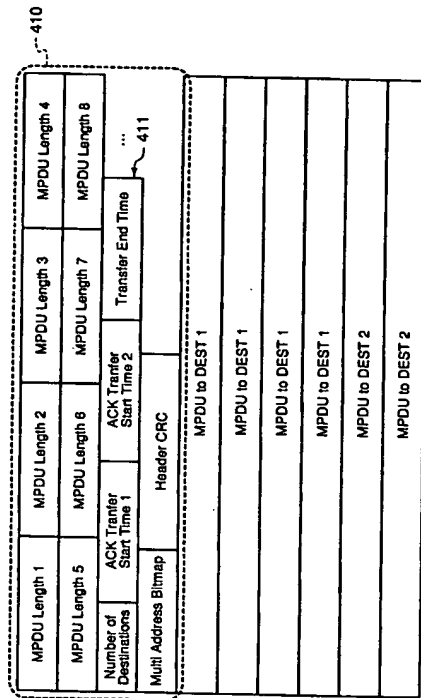 410
MPDU Length 1 MPDU Length 2 MPDU Length 3 MPDU Length 4
MPDU Length 5 MPDU Length 6 MPDU Length 7 MPDU Length 8
Number of Destinations ACK Tranfer Start Time 1 ACK Tranfer Start Time 2 Transfer End Time ...
411
Multi Address Bitmap Header CRC
MPDU to DEST 1
MPDU to DEST 1
MPDU to DEST 1
MPDU to DEST 1
MPDU to DEST 2
MPDU to DEST 2